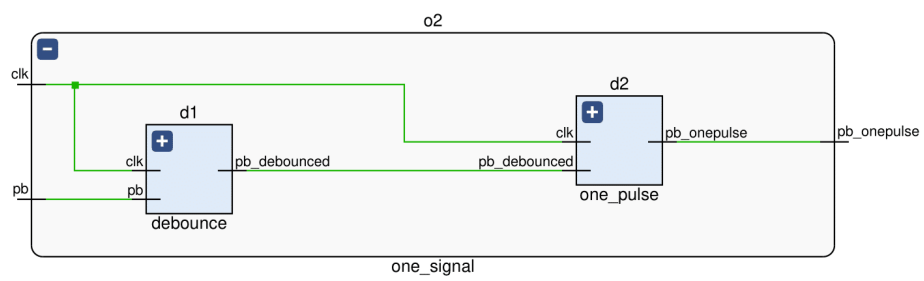 o2
clk
d2
d1
clk
pb_onepulse
pb_onepulse
clk
pb_debounced
pb_debounced
pb
pb
one_pulse
debounce
one_signal